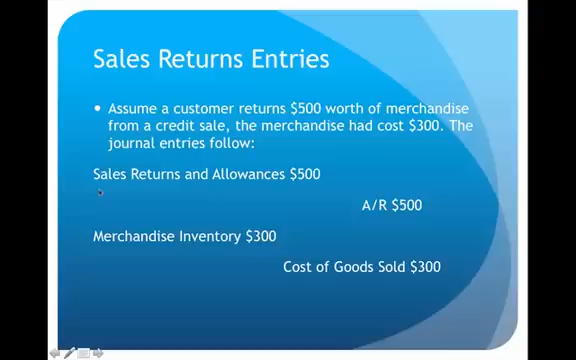 Sales Returns Entries
• Assume a customer returns $500 worth of merchandise
from a credit sale, the merchandise had cost $300. The
journal entries follow:
Sales Returns and Allowances $500
A/R $500
Merchandise Inventory $300
Cost of Goods Sold $300